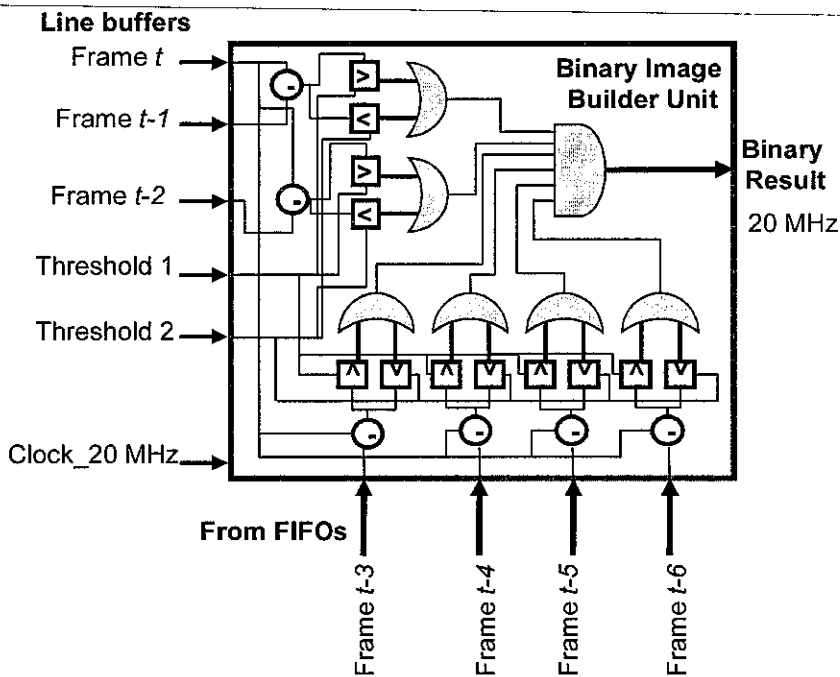 Line buffers
Frame t
Frame t-1
Frame t-2
Threshold 1
Threshold 2
Clock_20 MHz
Binary Image
Builder Unit
Binary
Result
20 MHz
-
>
<
-
>
<
<
>
<
>
<
>
<
>
-
-
-
-
From FIFOs
Frame t-3
Frame t-4
Frame t-5
Frame t-6